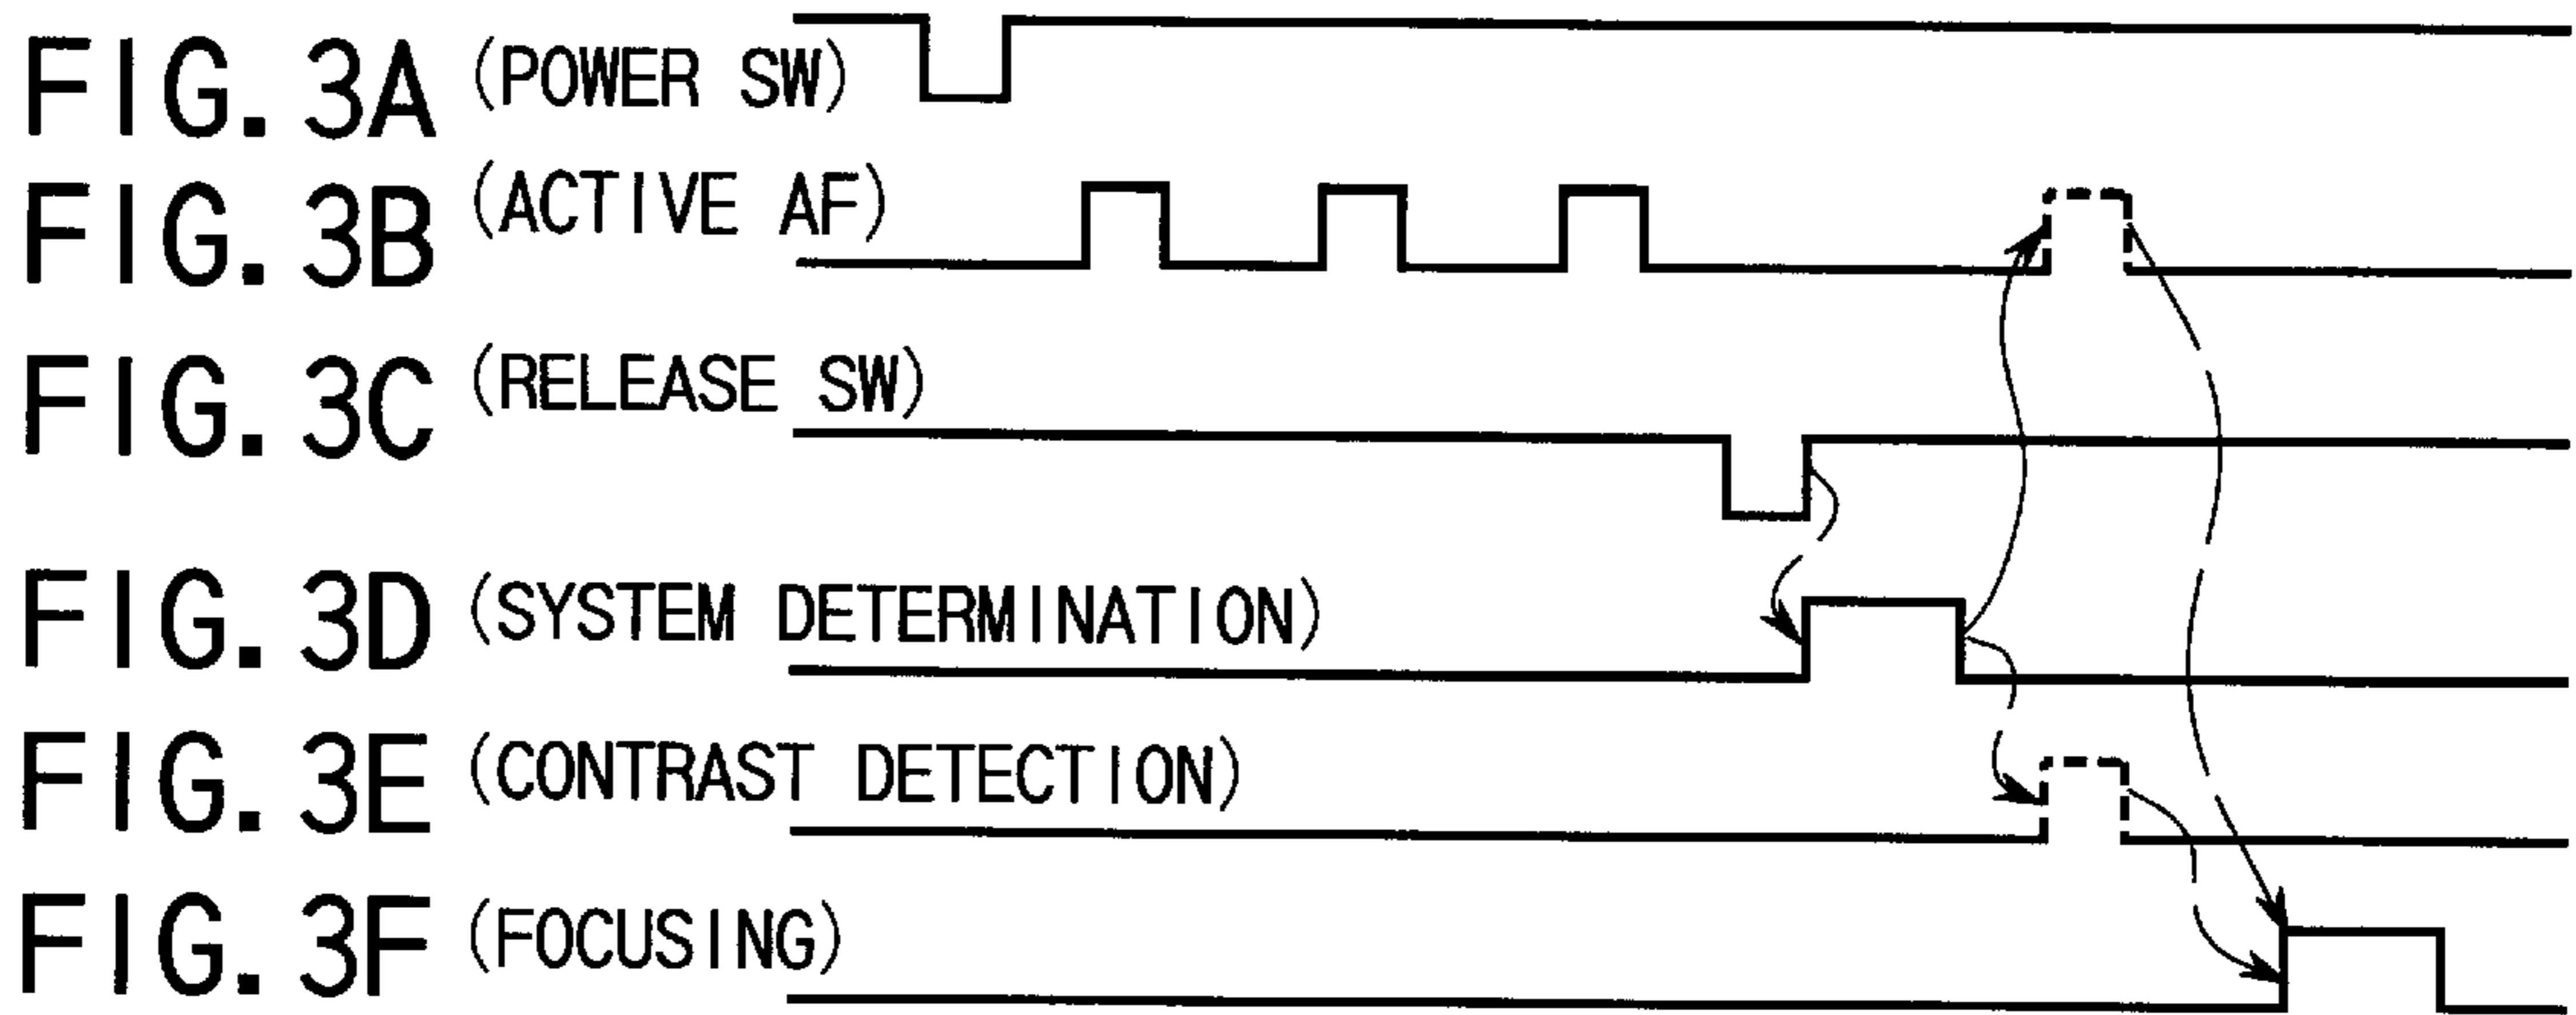 FIG. 3A (POWER SW)
FIG. 3B (ACTIVE AF)
FIG. 3C (RELEASE SW)
FIG. 3D (SYSTEM DETERMINATION)
FIG. 3E (CONTRAST DETECTION)
FIG. 3F (FOCUSING)